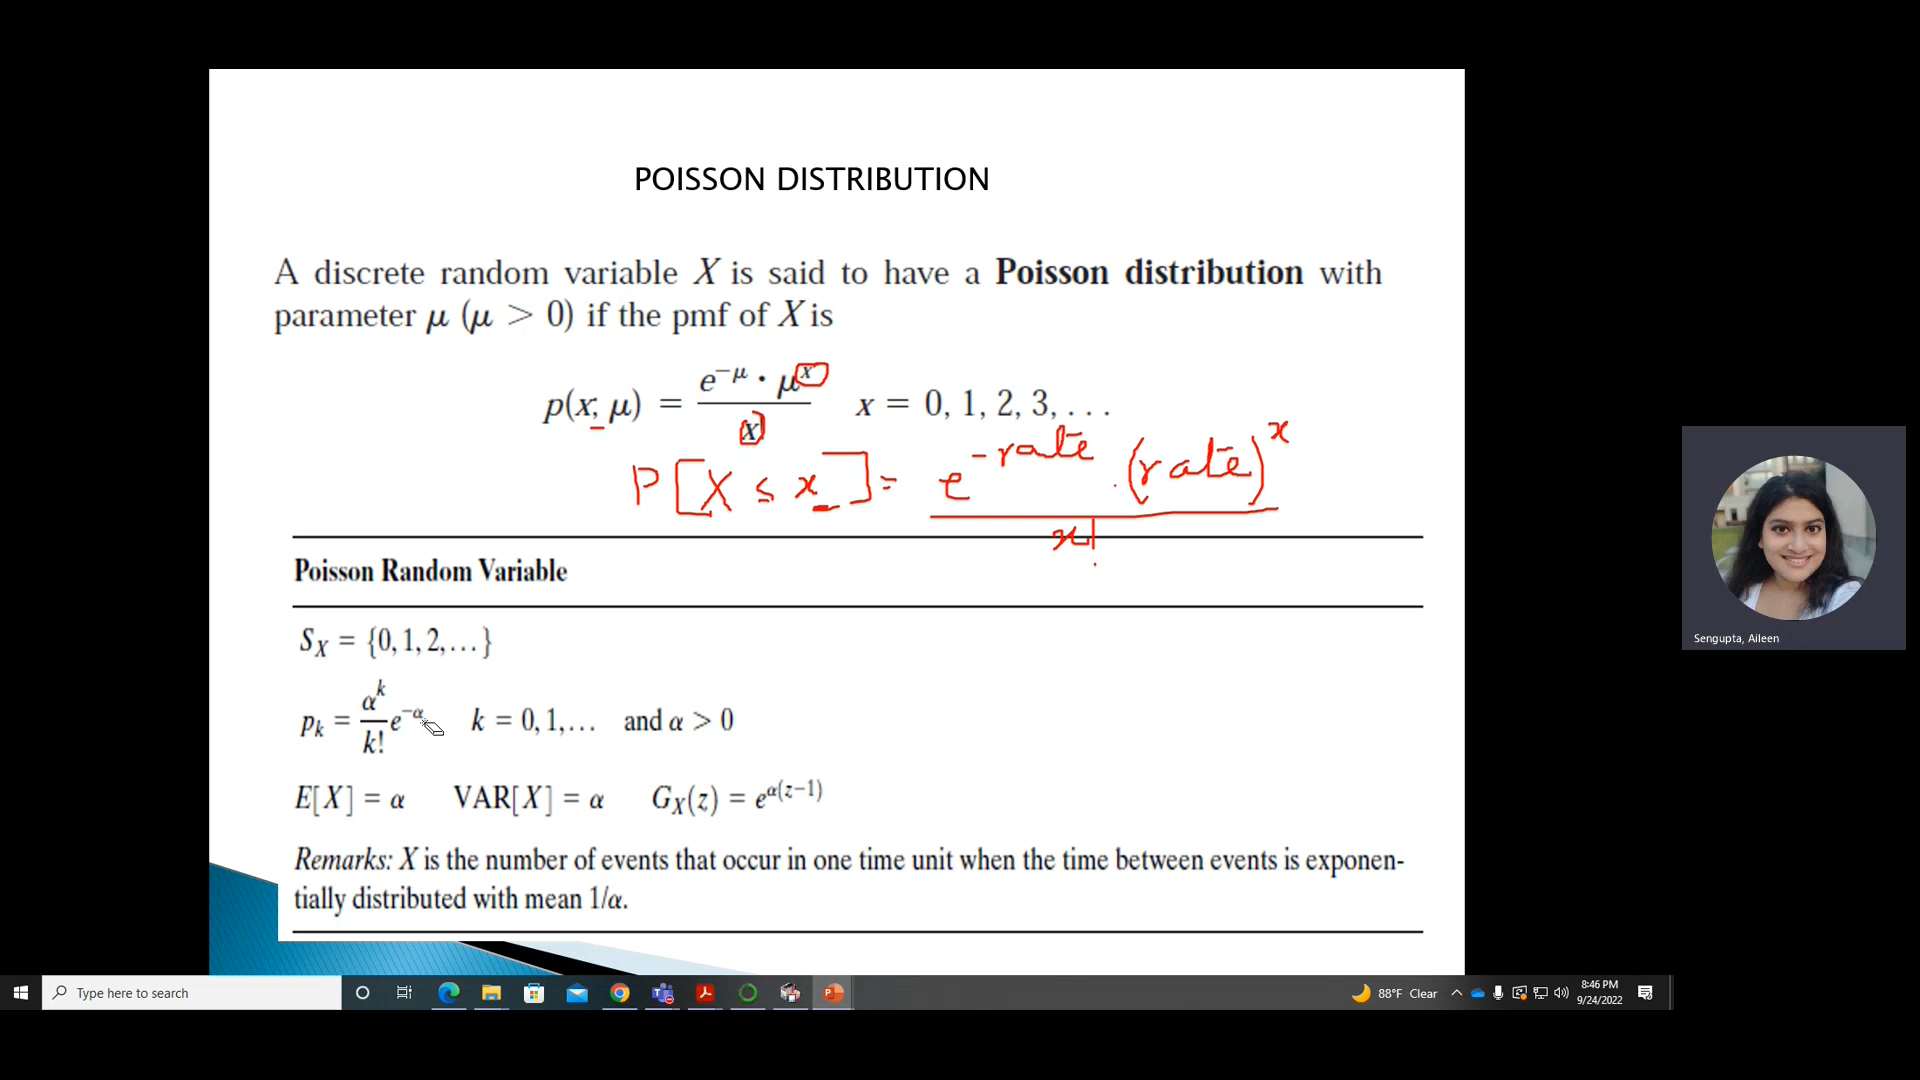 POISSON DISTRIBUTION
A discrete random variable X is said to have a Poisson distribution with
parameter μ (μ > 0) if the pmf of X is
p(x; μ) = e^{-μ} · μ^x / x   x = 0, 1, 2, 3, . . .
P[X ≤ x] = e^{-rate} . (rate)^x / x!
Poisson Random Variable
S_X = {0, 1, 2, . . . }
p_k = α^k / k! e^{-α}   k = 0, 1, . . .   and α > 0
E[X] = α   VAR[X] = α   G_X(z) = e^{α(z−1)}
Remarks: X is the number of events that occur in one time unit when the time between events is exponen-
tially distributed with mean 1/α.
Sengupta, Aileen
Type here to search
88°F Clear
8:46 PM
9/24/2022